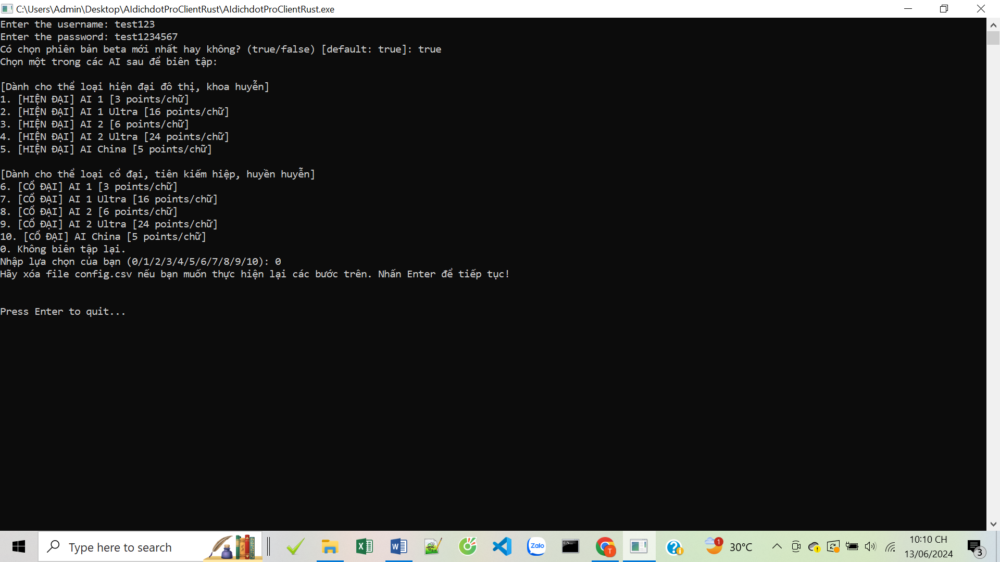 C:\Users\Admin\Desktop\AIdichdotProClientRust\AIdichdotProClientRust.exe
Enter the username: test123
Enter the password: test1234567
Có chọn phiên bản beta mới nhất hay không? (true/false) [default: true]: true
Chọn một trong các AI sau để biên tập:
[Dành cho thể loại hiện đại đô thị, khoa huyễn]
1. [HIỆN ĐẠI] AI 1 [3 points/chữ]
2. [HIỆN ĐẠI] AI 1 Ultra [16 points/chữ]
3. [HIỆN ĐẠI] AI 2 [6 points/chữ]
4. [HIỆN ĐẠI] AI 2 Ultra [24 points/chữ]
5. [HIỆN ĐẠI] AI China [5 points/chữ]
[Dành cho thể loại cổ đại, tiên kiếm hiệp, huyền huyễn]
6. [CỔ ĐẠI] AI 1 [3 points/chữ]
7. [CỔ ĐẠI] AI 1 Ultra [16 points/chữ]
8. [CỔ ĐẠI] AI 2 [6 points/chữ]
9. [CỔ ĐẠI] AI 2 Ultra [24 points/chữ]
10. [CỔ ĐẠI] AI China [5 points/chữ]
0. Không biên tập lại.
Nhập lựa chọn của bạn (0/1/2/3/4/5/6/7/8/9/10): 0
Hãy xóa file config.csv nếu bạn muốn thực hiện lại các bước trên. Nhấn Enter để tiếp tục!
Press Enter to quit...
Type here to search
Zalo
T
1
30°C
10:10 CH
13/06/2024
3